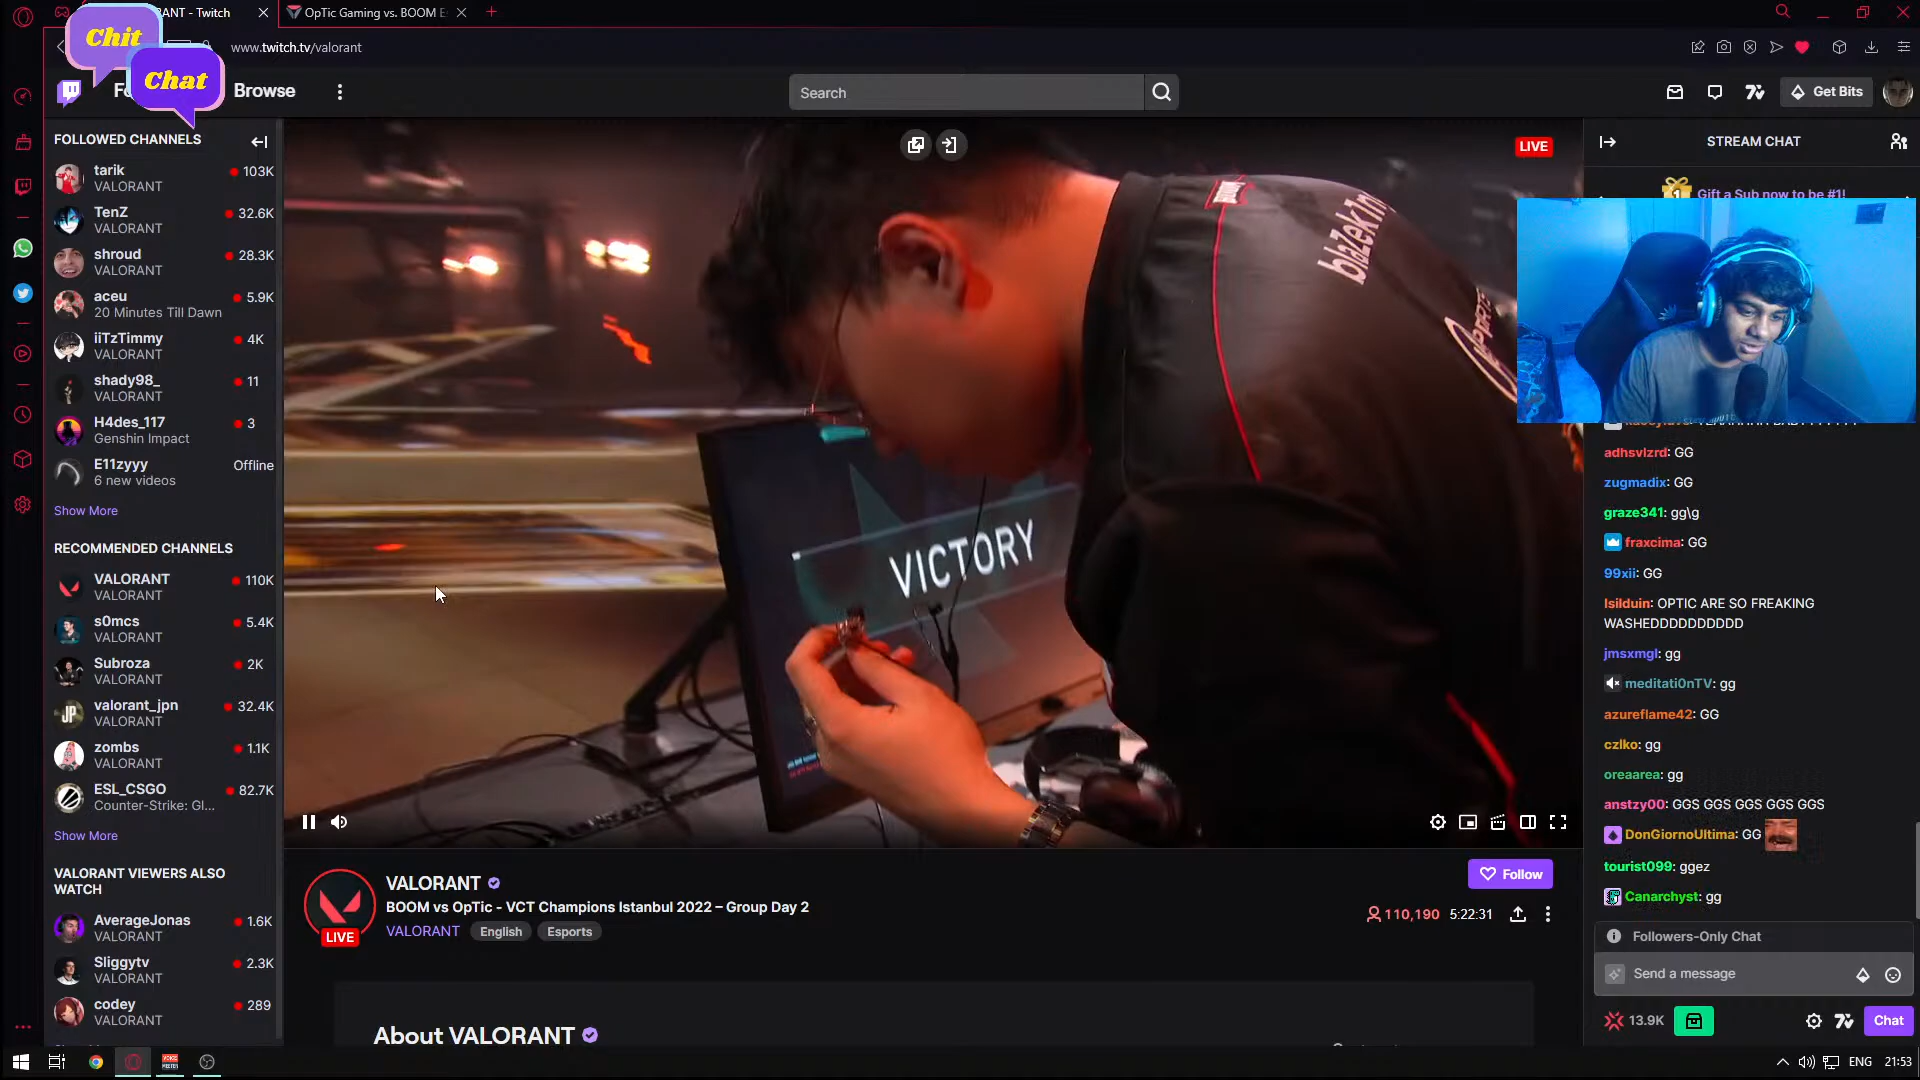 RANT - Twitch
OpTic Gaming vs. BOOM E
www.twitch.tv/valorant
Chit
Chat
Browse
Search
Get Bits
FOLLOWED CHANNELS
tarik
103K
VALORANT
TenZ
32.6K
VALORANT
shroud
28.3K
VALORANT
aceu
5.9K
20 Minutes Till Dawn
iiTzTimmy
4K
VALORANT
shady98_
11
VALORANT
H4des_117
3
Genshin Impact
E11zyyy
Offline
6 new videos
Show More
RECOMMENDED CHANNELS
VALORANT
110K
VALORANT
s0mcs
5.4K
VALORANT
Subroza
2K
VALORANT
valorant_jpn
32.4K
VALORANT
zombs
1.1K
VALORANT
ESL_CSGO
82.7K
Counter-Strike: Gl...
Show More
VALORANT VIEWERS ALSO
WATCH
AverageJonas
1.6K
VALORANT
Sliggytv
2.3K
VALORANT
codey
289
VALORANT
LIVE
VICTORY
VALORANT
BOOM vs OpTic - VCT Champions Istanbul 2022 – Group Day 2
VALORANT
English
Esports
LIVE
Follow
110,190
5:22:31
About VALORANT
STREAM CHAT
Gift a Sub now to be #1!
adhsvlzrd: GG
zugmadix: GG
graze341: gg\g
fraxcima: GG
99xii: GG
Isilduin: OPTIC ARE SO FREAKING
WASHEDDDDDDDDDD
jmsxmgl: gg
meditati0nTV: gg
azureflame42: GG
czlko: gg
oreaarea: gg
anstzy00: GGS GGS GGS GGS GGS
DonGiornoUltima: GG
tourist099: ggez
Canarchyst: gg
Followers-Only Chat
Send a message
13.9K
Chat
ENG
21:53